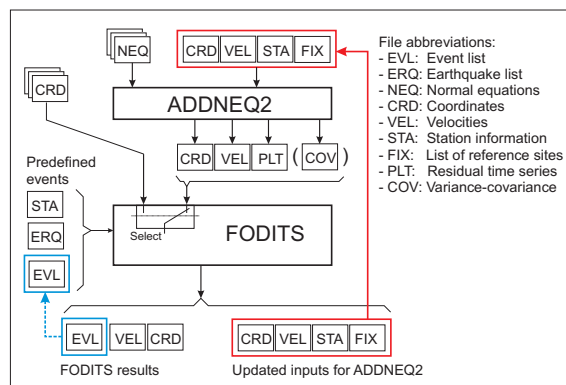 NEQ
CRD VEL STA FIX
CRD
ADDNEQ2
CRD VEL PLT ( COV )
Predefined
events
STA
ERQ
EVL
Select
FODITS
EVL VEL CRD
FODITS results
CRD VEL STA FIX
Updated inputs for ADDNEQ2
File abbreviations:
- EVL: Event list
- ERQ: Earthquake list
- NEQ: Normal equations
- CRD: Coordinates
- VEL: Velocities
- STA: Station information
- FIX: List of reference sites
- PLT: Residual time series
- COV: Variance-covariance